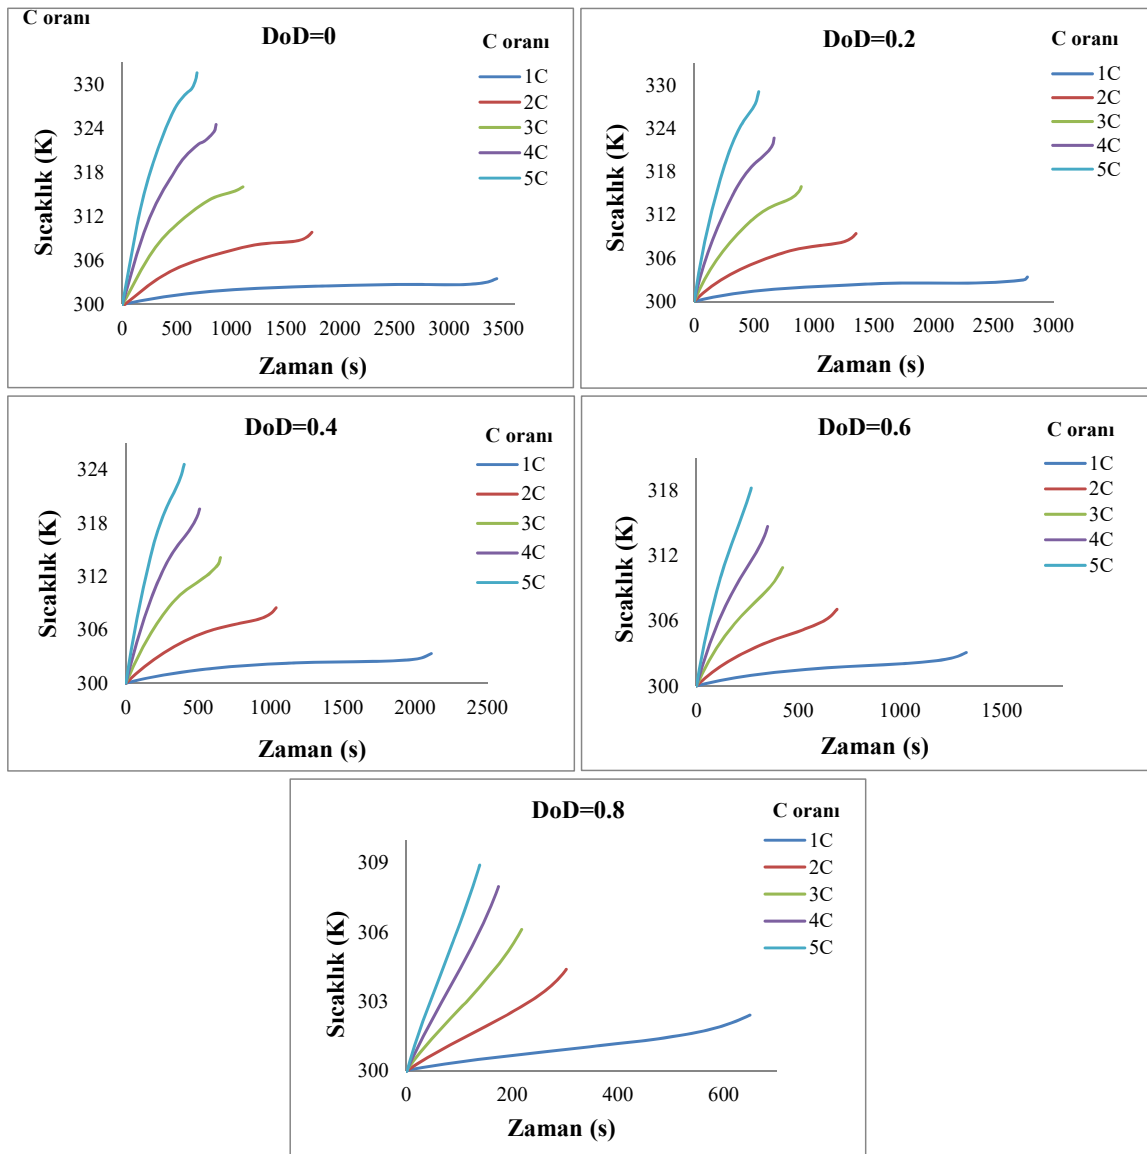 C oranı
DoD=0
C oranı
1C
2C
3C
4C
5C
330
324
318
312
306
300
Sıcaklık (K)
0 500 1000 1500 2000 2500 3000 3500
Zaman (s)
DoD=0.2
C oranı
1C
2C
3C
4C
5C
330
324
318
312
306
300
Sıcaklık (K)
0 500 1000 1500 2000 2500 3000
Zaman (s)
DoD=0.4
C oranı
1C
2C
3C
4C
5C
324
318
312
306
300
Sıcaklık (K)
0 500 1000 1500 2000 2500
Zaman (s)
DoD=0.6
C oranı
1C
2C
3C
4C
5C
318
312
306
300
Sıcaklık (K)
0 500 1000 1500
Zaman (s)
DoD=0.8
C oranı
1C
2C
3C
4C
5C
309
306
303
300
Sıcaklık (K)
0 200 400 600
Zaman (s)